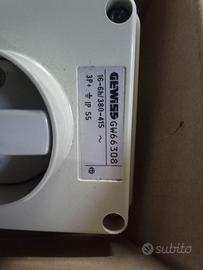 GEWISS GW66308
16-6h/380-415 ~
3P+⏚ IP 55
subito